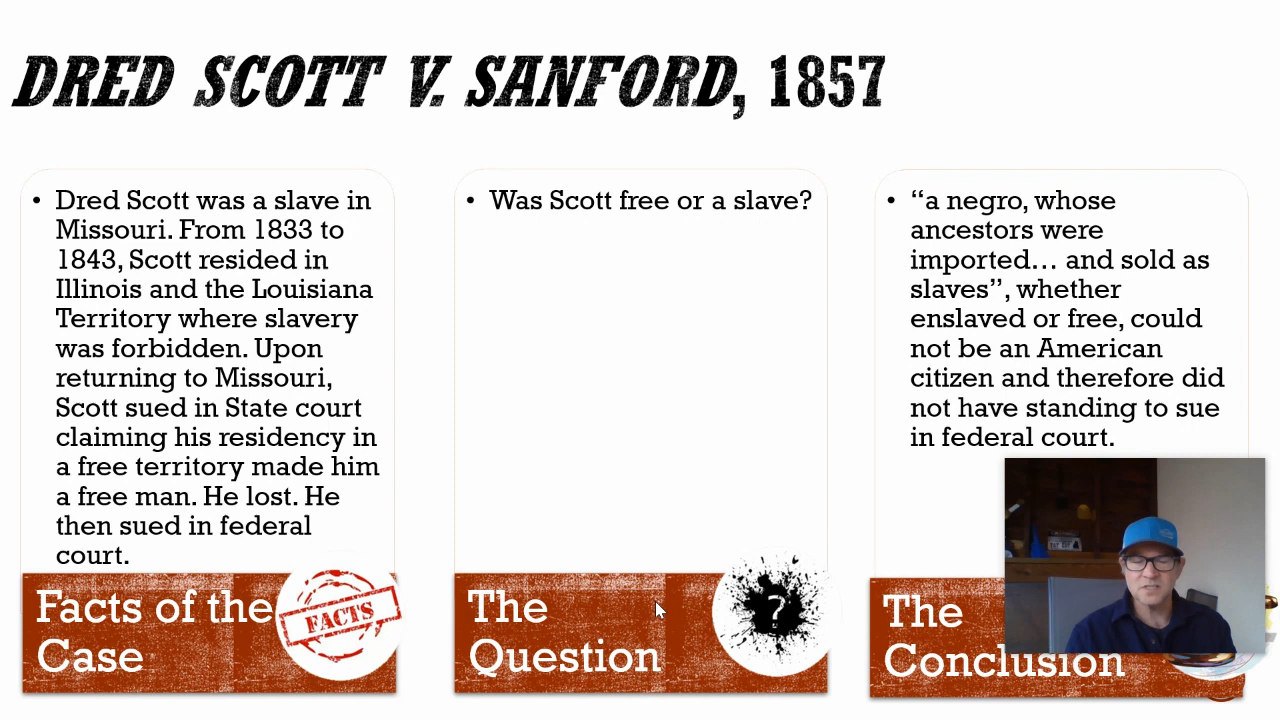 DRED SCOTT V. SANFORD, 1857
• Dred Scott was a slave in
Missouri. From 1833 to
1843, Scott resided in
Illinois and the Louisiana
Territory where slavery
was forbidden. Upon
returning to Missouri,
Scott sued in State court
claiming his residency in
a free territory made him
a free man. He lost. He
then sued in federal
court.
Facts of the
Case
FACTS
• Was Scott free or a slave?
The
Question
?
• “a negro, whose
ancestors were
imported… and sold as
slaves”, whether
enslaved or free, could
not be an American
citizen and therefore did
not have standing to sue
in federal court.
The
Conclusion